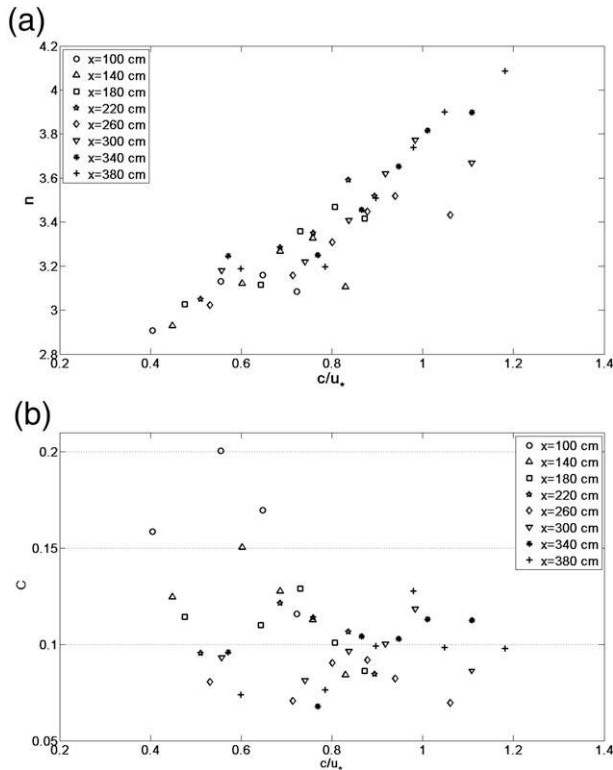 (a)
4.2
4
3.8
3.6
3.4
3.2
3
2.8
n
x=100 cm
x=140 cm
x=180 cm
x=220 cm
x=260 cm
x=300 cm
x=340 cm
x=380 cm
0.2 0.4 0.6 0.8 1 1.2 1.4
c/u*
(b)
0.2
0.15
0.1
0.05
C
x=100 cm
x=140 cm
x=180 cm
x=220 cm
x=260 cm
x=300 cm
x=340 cm
x=380 cm
0.2 0.4 0.6 0.8 1 1.2 1.4
c/u*